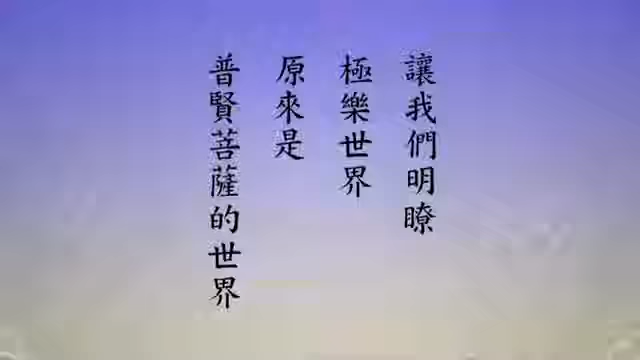 讓我們明瞭
極樂世界
原來是
普賢菩薩的世界